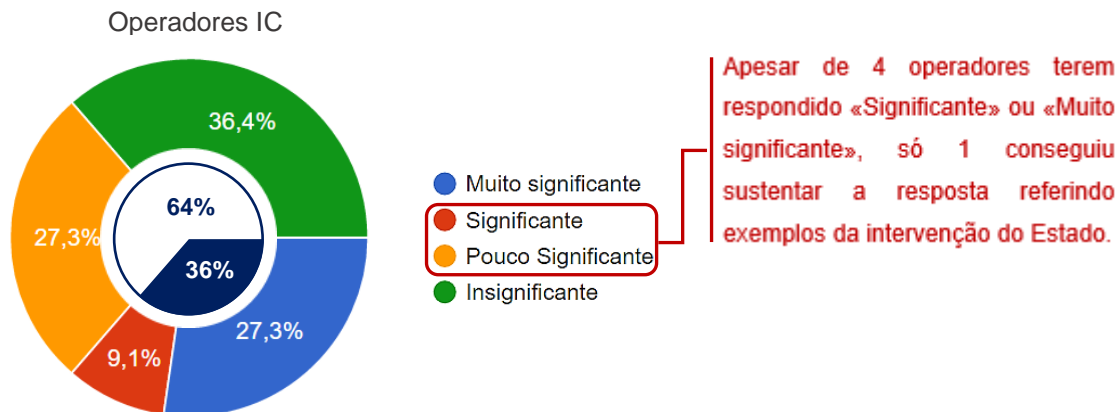 Operadores IC
36,4%
64%
27,3%
36%
27,3%
9,1%
Muito significante
Significante
Pouco Significante
Insignificante
Apesar de 4 operadores terem
respondido «Significante» ou «Muito
significante», só 1 conseguiu
sustentar a resposta referindo
exemplos da intervenção do Estado.